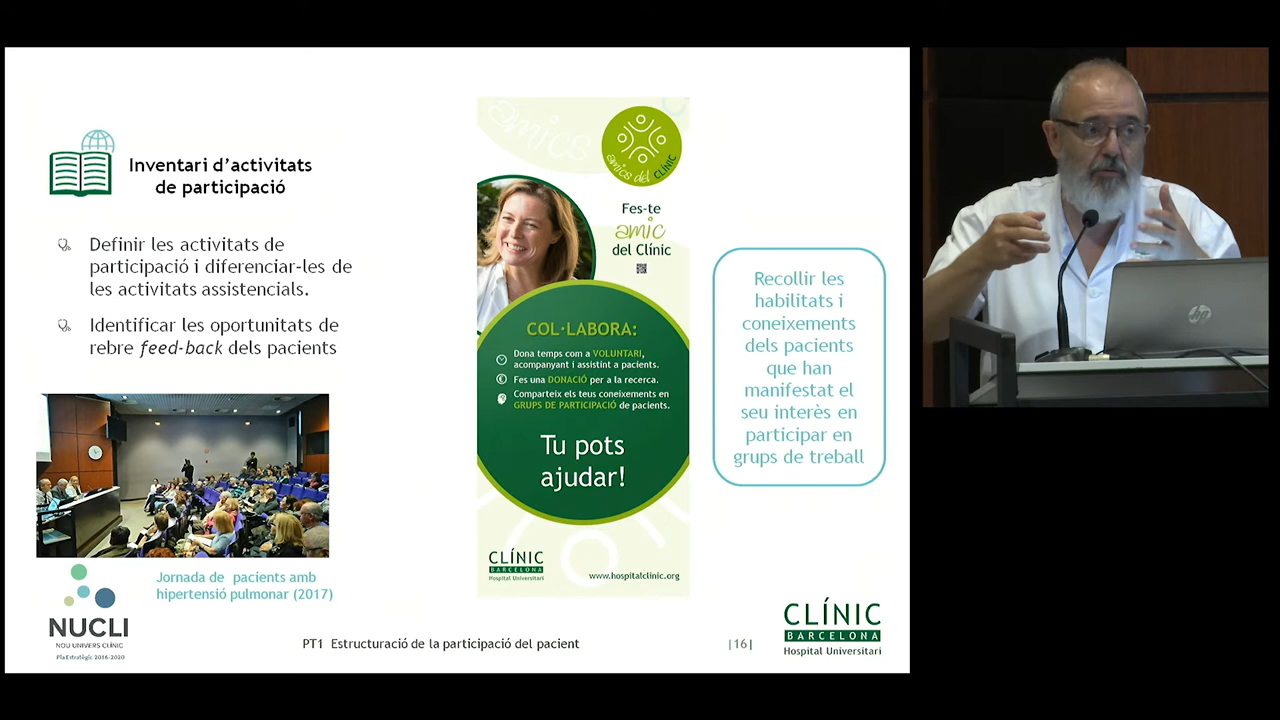 Inventari d'activitats
de participació
Definir les activitats de
participació i diferenciar-les de
les activitats assistencials.
Identificar les oportunitats de
rebre feed-back dels pacients
Jornada de pacients amb
hipertensió pulmonar (2017)
NUCLI
NOU UNIVERS CLÍNIC
Pla Estratègic 2016-2020
amics
amics del CLÍNIC
Fes-te
amic
del Clínic
COL·LABORA:
Dona temps com a VOLUNTARI,
acompanyant i assistint a pacients.
Fes una DONACIÓ per a la recerca.
Comparteix els teus coneixements en
GRUPS DE PARTICIPACIÓ de pacients.
Tu pots
ajudar!
CLÍNIC
BARCELONA
Hospital Universitari
www.hospitalclinic.org
Recollir les
habilitats i
coneixements
dels pacients
que han
manifestat el
seu interès en
participar en
grups de treball
PT1 Estructuració de la participació del pacient
|16|
CLÍNIC
BARCELONA
Hospital Universitari
hp